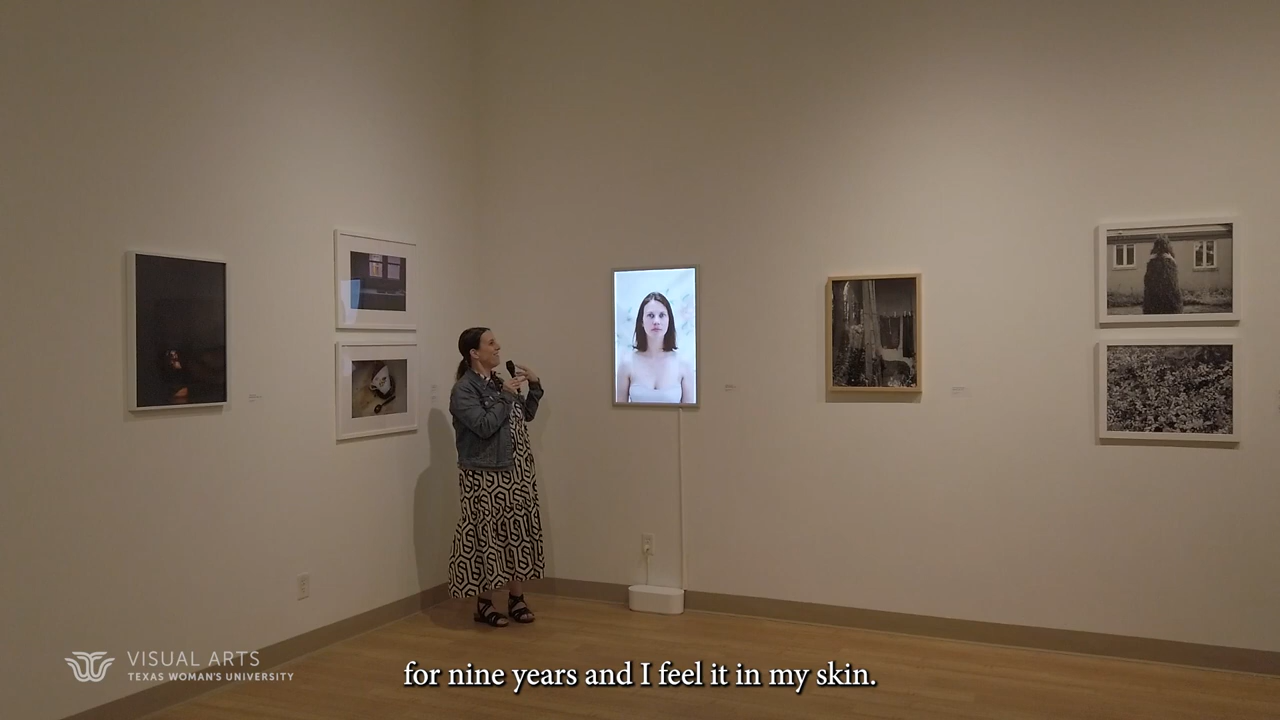 VISUAL ARTS
TEXAS WOMAN'S UNIVERSITY
for nine years and I feel it in my skin.